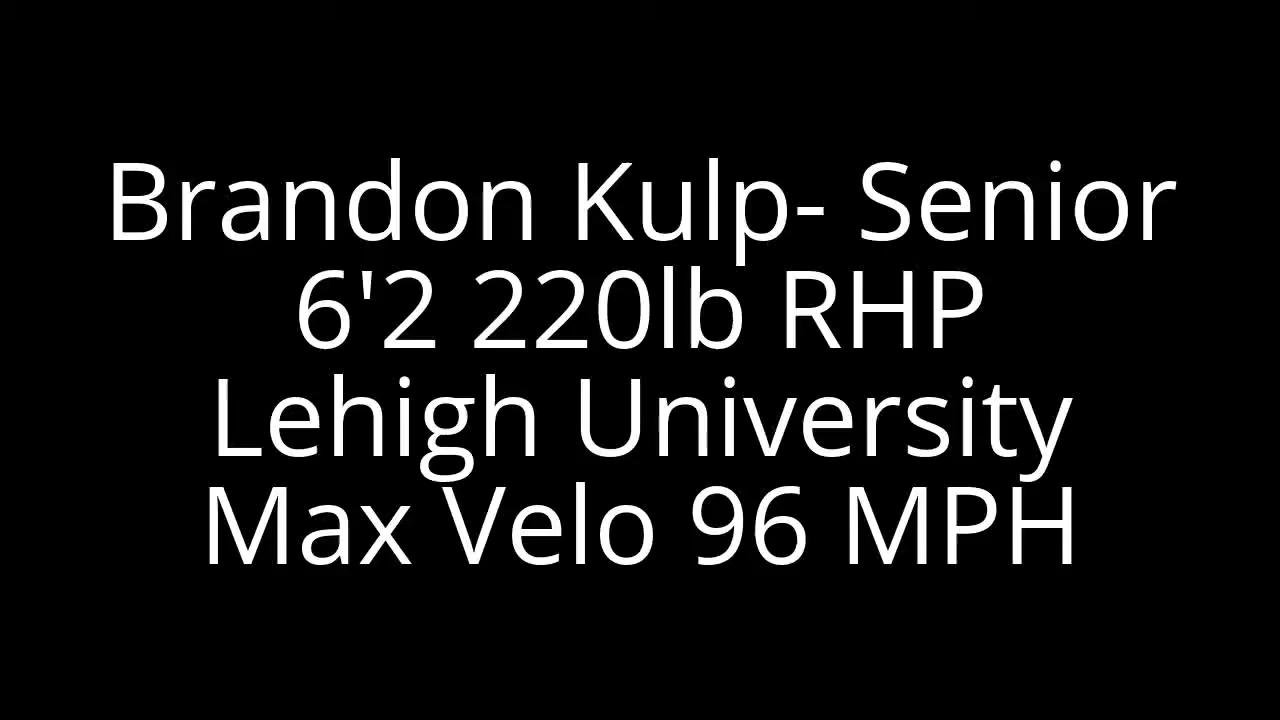 Brandon Kulp- Senior
6'2 220lb RHP
Lehigh University
Max Velo 96 MPH